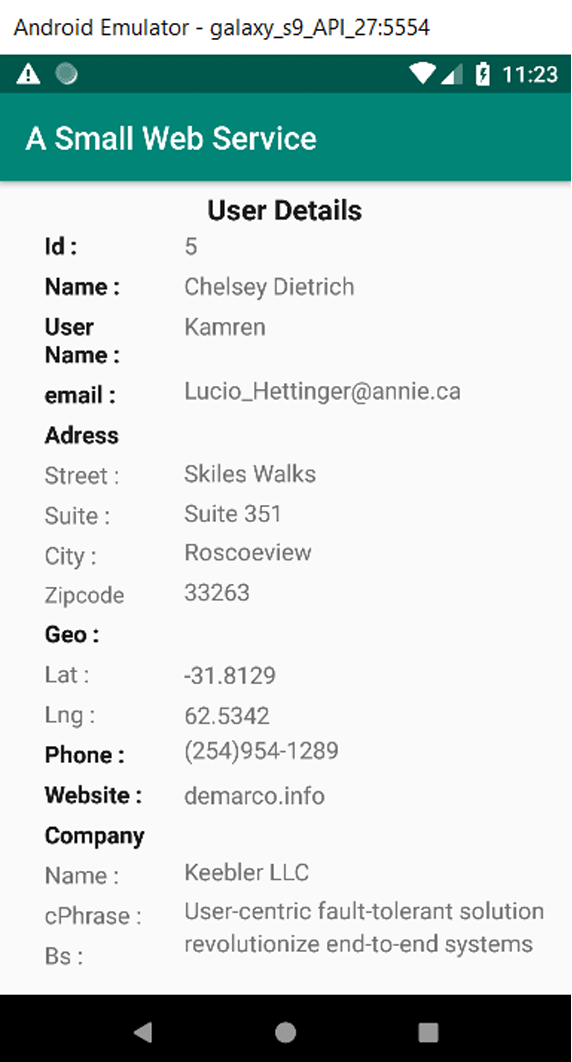 Android Emulator - galaxy_s9_API_27:5554
11:23
A Small Web Service
User Details
Id : 5
Name : Chelsey Dietrich
User Kamren
Name :
email : Lucio_Hettinger@annie.ca
Adress
Street : Skiles Walks
Suite : Suite 351
City : Roscoeview
Zipcode 33263
Geo :
Lat : -31.8129
Lng : 62.5342
Phone : (254)954-1289
Website : demarco.info
Company
Name : Keebler LLC
cPhrase : User-centric fault-tolerant solution
Bs : revolutionize end-to-end systems